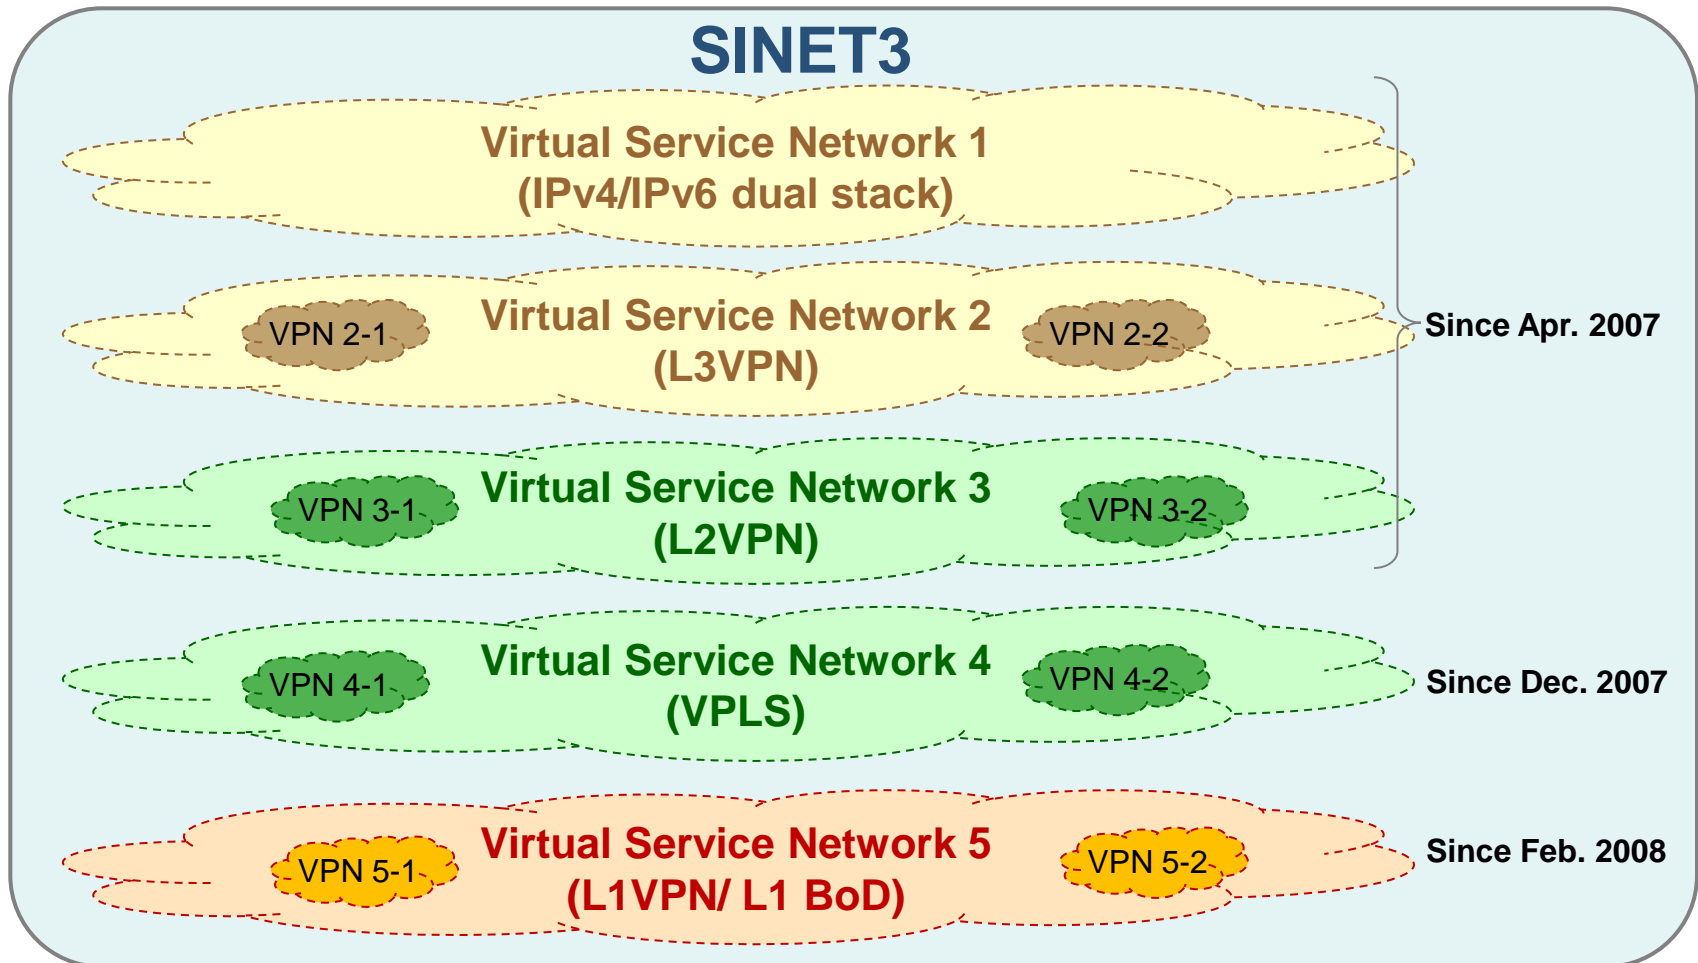 SINET3
Virtual Service Network 1
(IPv4/IPv6 dual stack)
VPN 2-1
Virtual Service Network 2
(L3VPN)
VPN 2-2
Since Apr. 2007
VPN 3-1
Virtual Service Network 3
(L2VPN)
VPN 3-2
VPN 4-1
Virtual Service Network 4
(VPLS)
VPN 4-2
Since Dec. 2007
VPN 5-1
Virtual Service Network 5
(L1VPN/ L1 BoD)
VPN 5-2
Since Feb. 2008